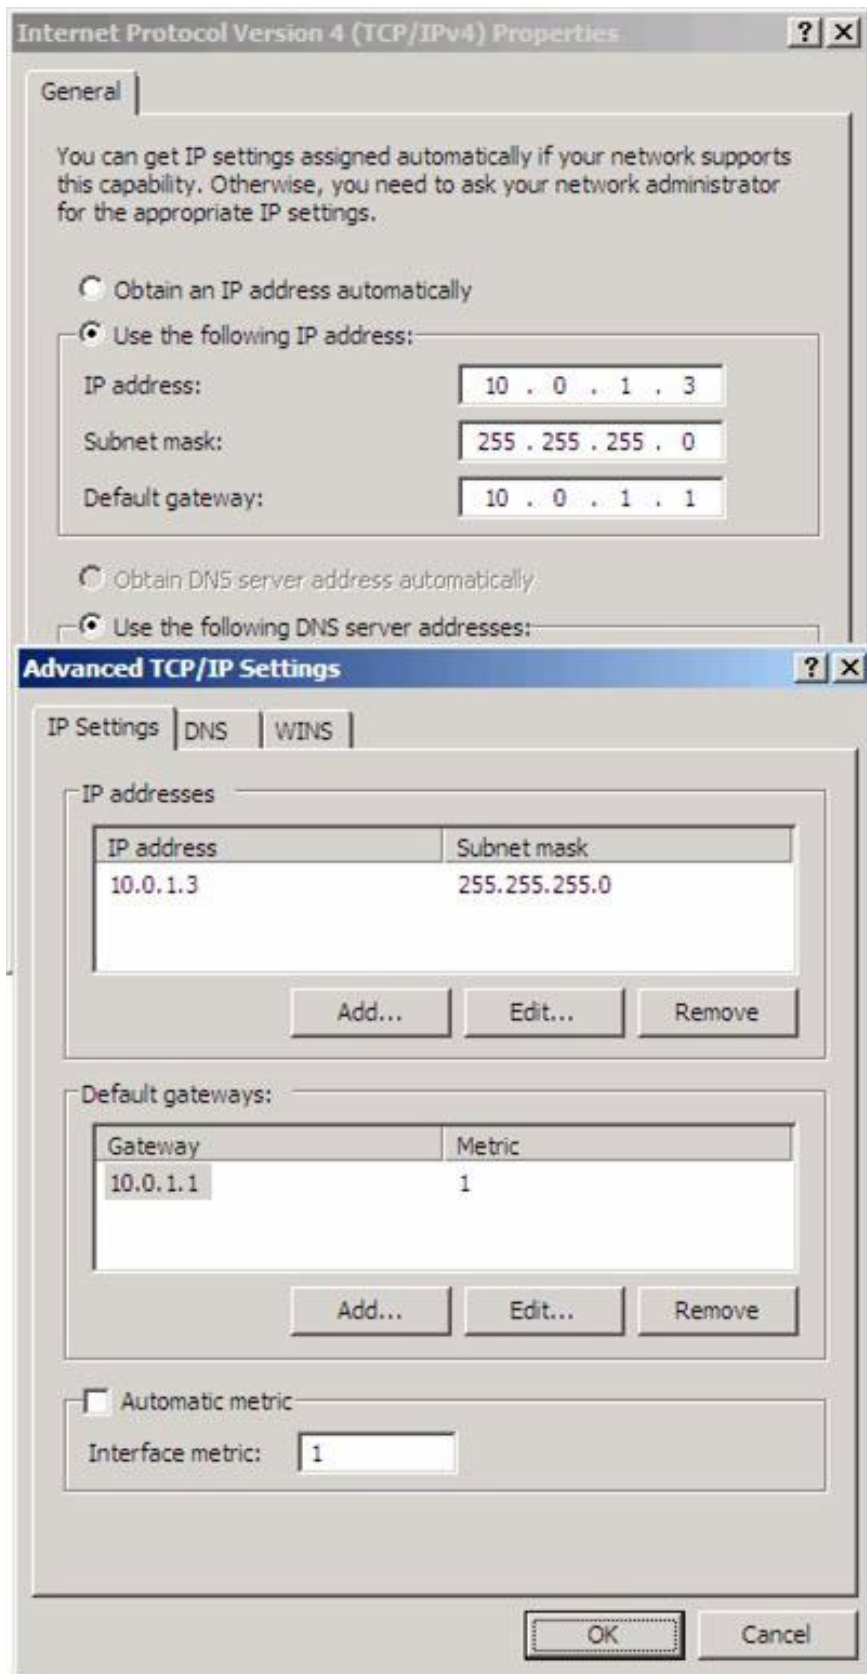 Internet Protocol Version 4 (TCP/IPv4) Properties
General
You can get IP settings assigned automatically if your network supports
this capability. Otherwise, you need to ask your network administrator
for the appropriate IP settings.
Obtain an IP address automatically
Use the following IP address:
IP address: 10 . 0 . 1 . 3
Subnet mask: 255 . 255 . 255 . 0
Default gateway: 10 . 0 . 1 . 1
Obtain DNS server address automatically
Use the following DNS server addresses:
Advanced TCP/IP Settings
IP Settings DNS WINS
IP addresses
IP address Subnet mask
10.0.1.3 255.255.255.0
Add... Edit... Remove
Default gateways:
Gateway Metric
10.0.1.1 1
Add... Edit... Remove
Automatic metric
Interface metric: 1
OK Cancel